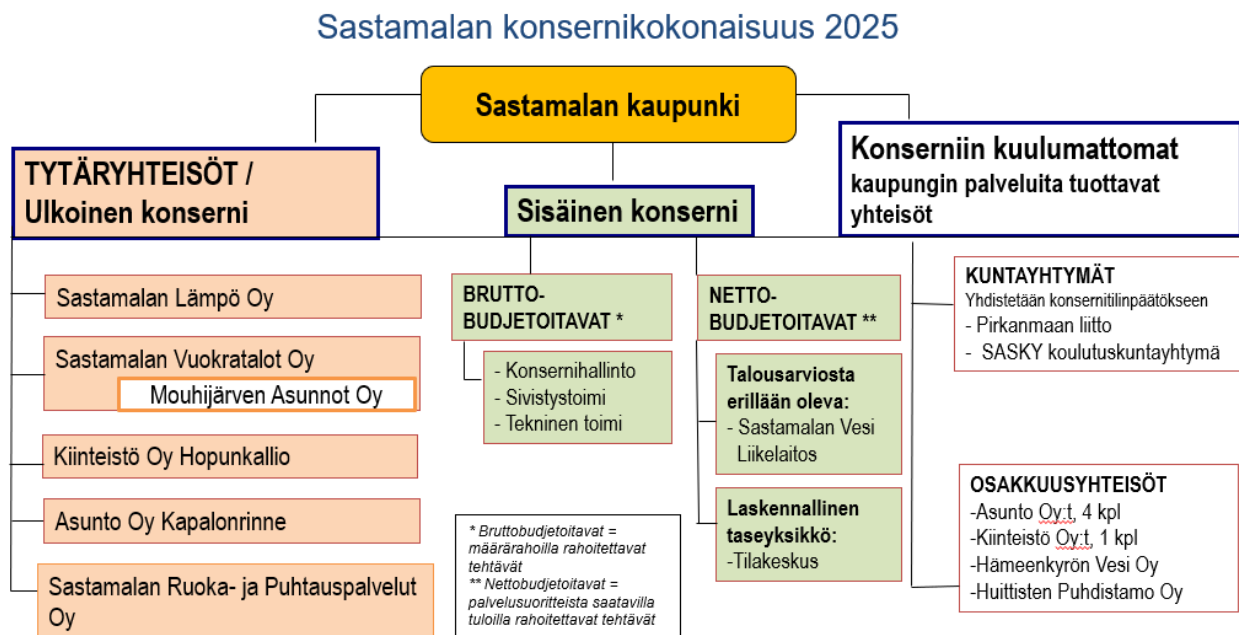 Sastamalan konsernikokonaisuus 2025
Sastamalan kaupunki
TYTÄRYHTEISÖT /
Ulkoinen konserni
Sastamalan Lämpö Oy
Sastamalan Vuokratalot Oy
Mouhijärven Asunnot Oy
Kiinteistö Oy Hopunkallio
Asunto Oy Kapalonrinne
Sastamalan Ruoka- ja Puhtauspalvelut
Oy
Sisäinen konserni
BRUTTO-
BUDJETOITAVAT *
- Konsernihallinto
- Sivistystoimi
- Tekninen toimi
* Bruttobudjetoitavat =
määrärahoilla rahoitettavat
tehtävät
** Nettobudjetoitavat =
palvelusuoritteista saatavilla
tuloilla rahoitettavat tehtävät
NETTO-
BUDJETOITAVAT **
Talousarviosta
erillään oleva:
- Sastamalan Vesi
Liikelaitos
Laskennallinen
taseyksikkö:
-Tilakeskus
Konserniin kuulumattomat
kaupungin palveluita tuottavat
yhteisöt
KUNTAYHTYMÄT
Yhdistetään konsernitilinpäätökseen
- Pirkanmaan liitto
- SASKY koulutuskuntayhtymä
OSAKKUUSYHTEISÖT
-Asunto Oy:t, 4 kpl
-Kiinteistö Oy:t, 1 kpl
-Hämeenkyrön Vesi Oy
-Huittisten Puhdistamo Oy